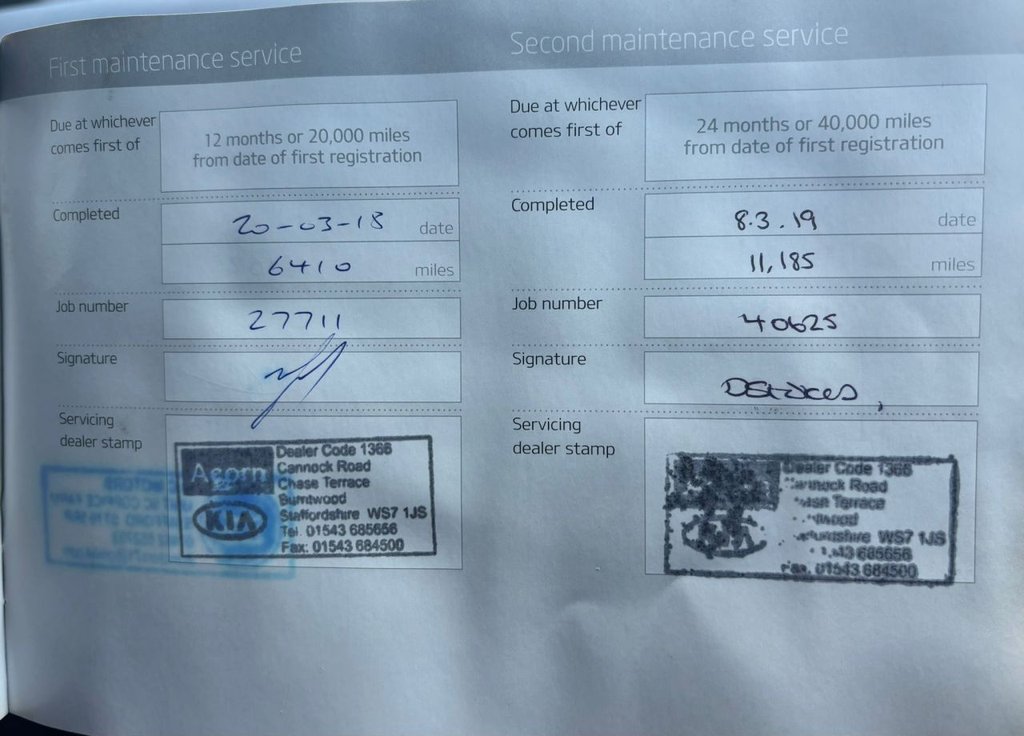 First maintenance service
Due at whichever
comes first of
12 months or 20,000 miles
from date of first registration
Completed
20-03-18 date
6410 miles
Job number
27711
Signature
Servicing
dealer stamp
Agorn
KIA
Dealer Code 1366
Cannock Road
Chase Terrace
Burntwood
Staffordshire WS7 1JS
Tel: 01543 685656
Fax: 01543 684500
Second maintenance service
Due at whichever
comes first of
24 months or 40,000 miles
from date of first registration
Completed
8.3.19 date
11,185 miles
Job number
40625
Signature
Servicing
dealer stamp
Dealer Code 1366
Road
Terrace
WS7 1JS
685656
01543 684500